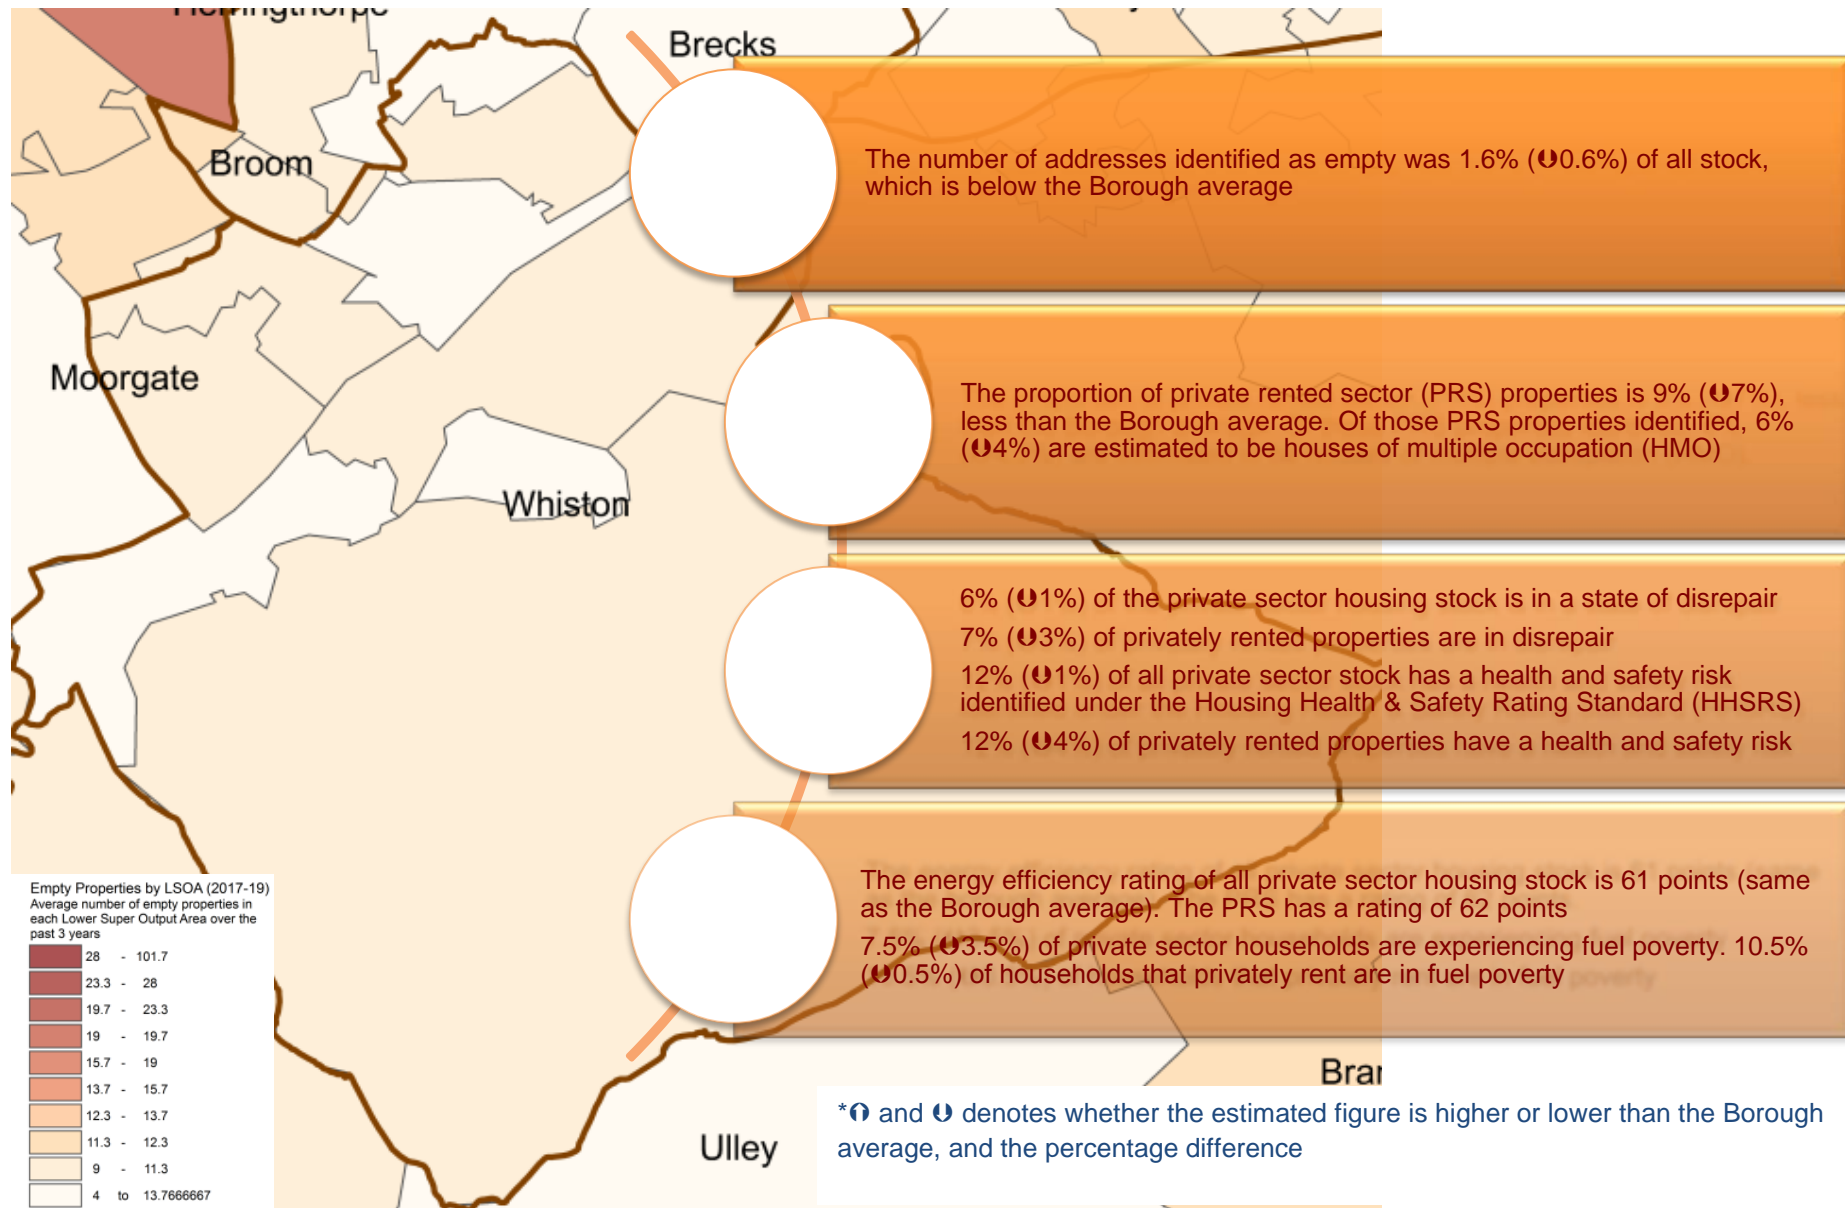 Brecks
Broom
Moorgate
Whiston
Ulley
The number of addresses identified as empty was 1.6% (⮋0.6%) of all stock,
which is below the Borough average
The proportion of private rented sector (PRS) properties is 9% (⮋7%),
less than the Borough average. Of those PRS properties identified, 6%
(⮋4%) are estimated to be houses of multiple occupation (HMO)
6% (⮋1%) of the private sector housing stock is in a state of disrepair
7% (⮋3%) of privately rented properties are in disrepair
12% (⮋1%) of all private sector stock has a health and safety risk
identified under the Housing Health & Safety Rating Standard (HHSRS)
12% (⮋4%) of privately rented properties have a health and safety risk
The energy efficiency rating of all private sector housing stock is 61 points (same
as the Borough average). The PRS has a rating of 62 points
7.5% (⮋3.5%) of private sector households are experiencing fuel poverty. 10.5%
(⮋0.5%) of households that privately rent are in fuel poverty
Bran
*⮉ and ⮋ denotes whether the estimated figure is higher or lower than the Borough
average, and the percentage difference
Empty Properties by LSOA (2017-19)
Average number of empty properties in
each Lower Super Output Area over the
past 3 years
28 - 101.7
23.3 - 28
19.7 - 23.3
19 - 19.7
15.7 - 19
13.7 - 15.7
12.3 - 13.7
11.3 - 12.3
9 - 11.3
4 to 13.7666667